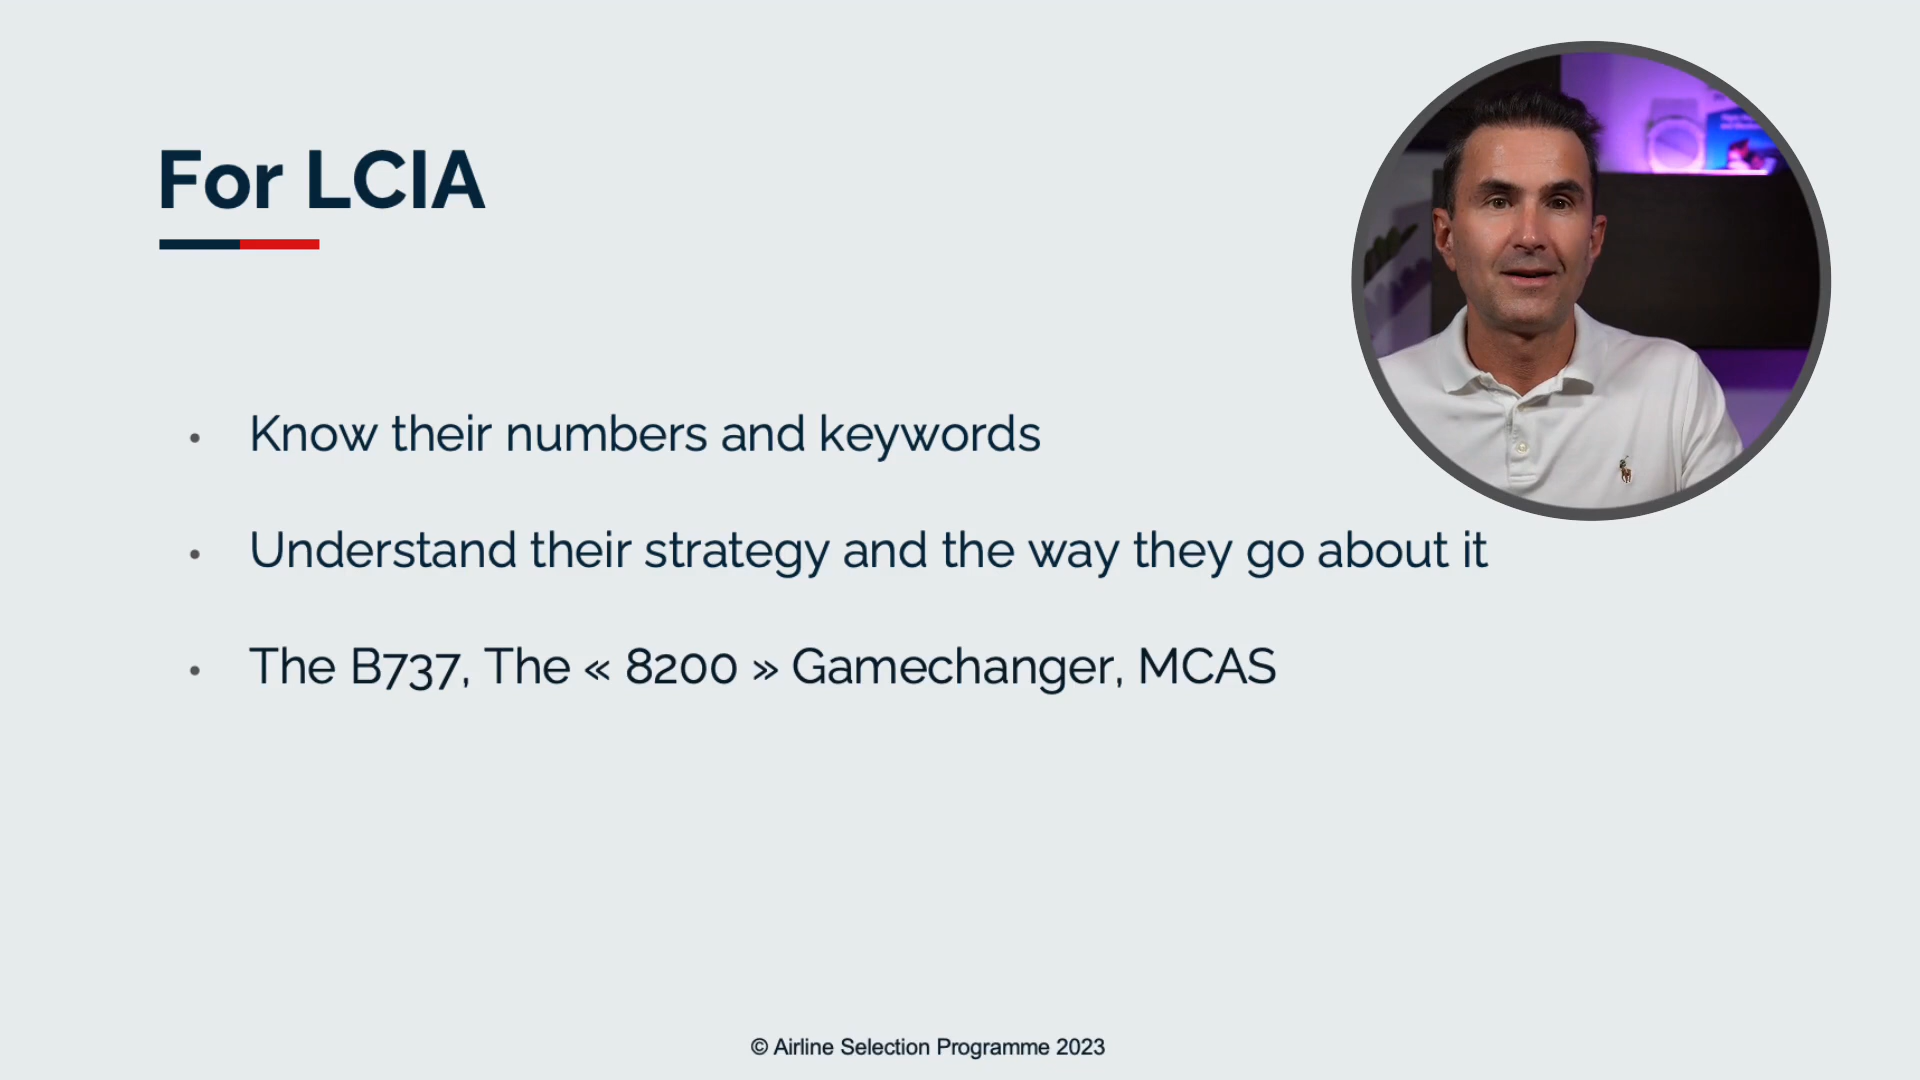 For LCIA
• Know their numbers and keywords
• Understand their strategy and the way they go about it
• The B737, The « 8200 » Gamechanger, MCAS
© Airline Selection Programme 2023